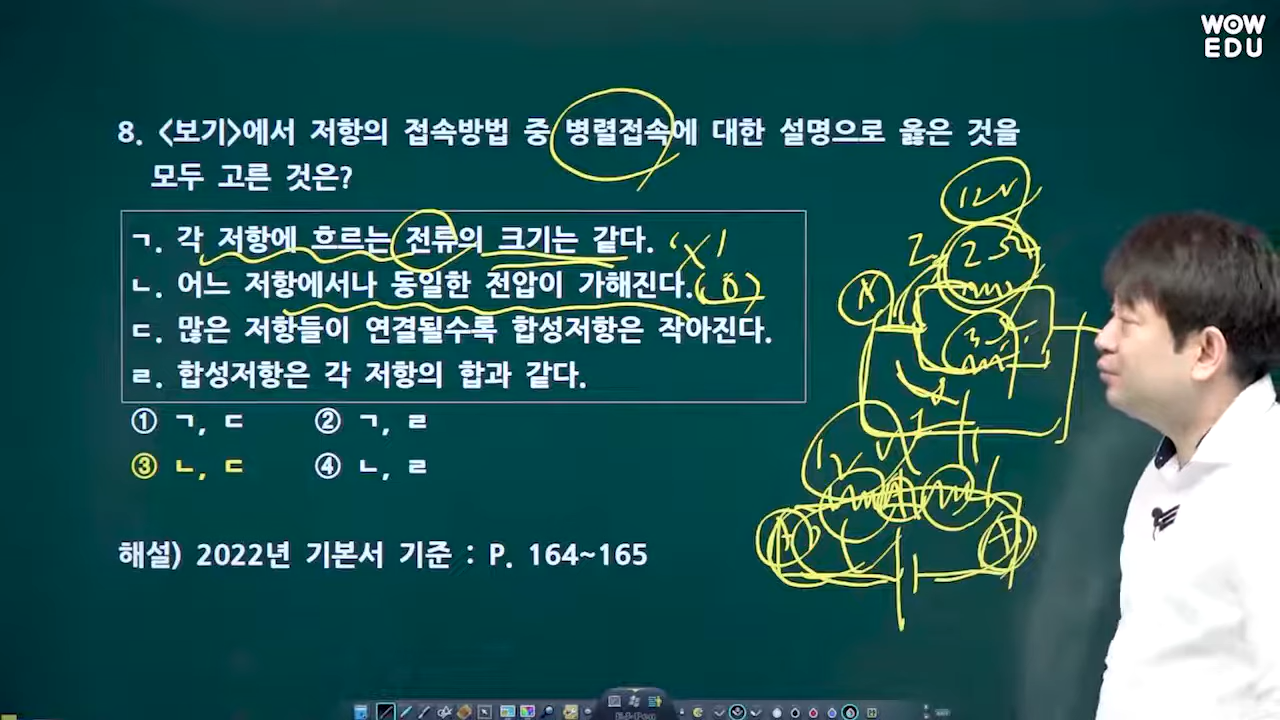 WOW
EDU
8. <보기>에서 저항의 접속방법 중 병렬접속에 대한 설명으로 옳은 것을
모두 고른 것은?
ㄱ. 각 저항에 흐르는 전류의 크기는 같다.
ㄴ. 어느 저항에서나 동일한 전압이 가해진다.
ㄷ. 많은 저항들이 연결될수록 합성저항은 작아진다.
ㄹ. 합성저항은 각 저항의 합과 같다.
① ㄱ, ㄷ ② ㄱ, ㄹ
③ ㄴ, ㄷ ④ ㄴ, ㄹ
해설) 2022년 기본서 기준 : P. 164~165
12V